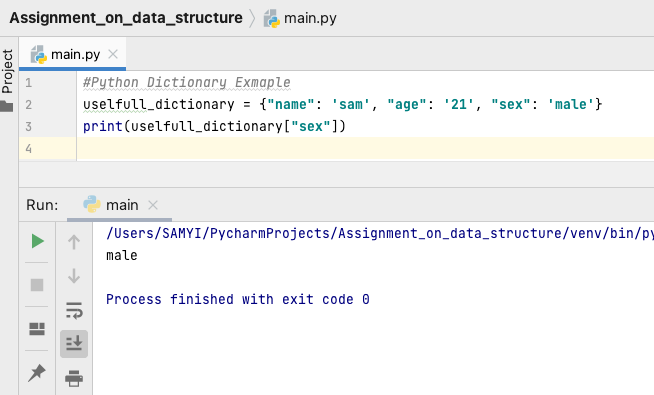 Assignment_on_data_structure main.py
Project
main.py
1 #Python Dictionary Exmaple
2 uselfull_dictionary = {"name": 'sam', "age": '21', "sex": 'male'}
3 print(uselfull_dictionary["sex"])
4
Run: main
/Users/SAMYI/PycharmProjects/Assignment_on_data_structure/venv/bin/py
male
Process finished with exit code 0